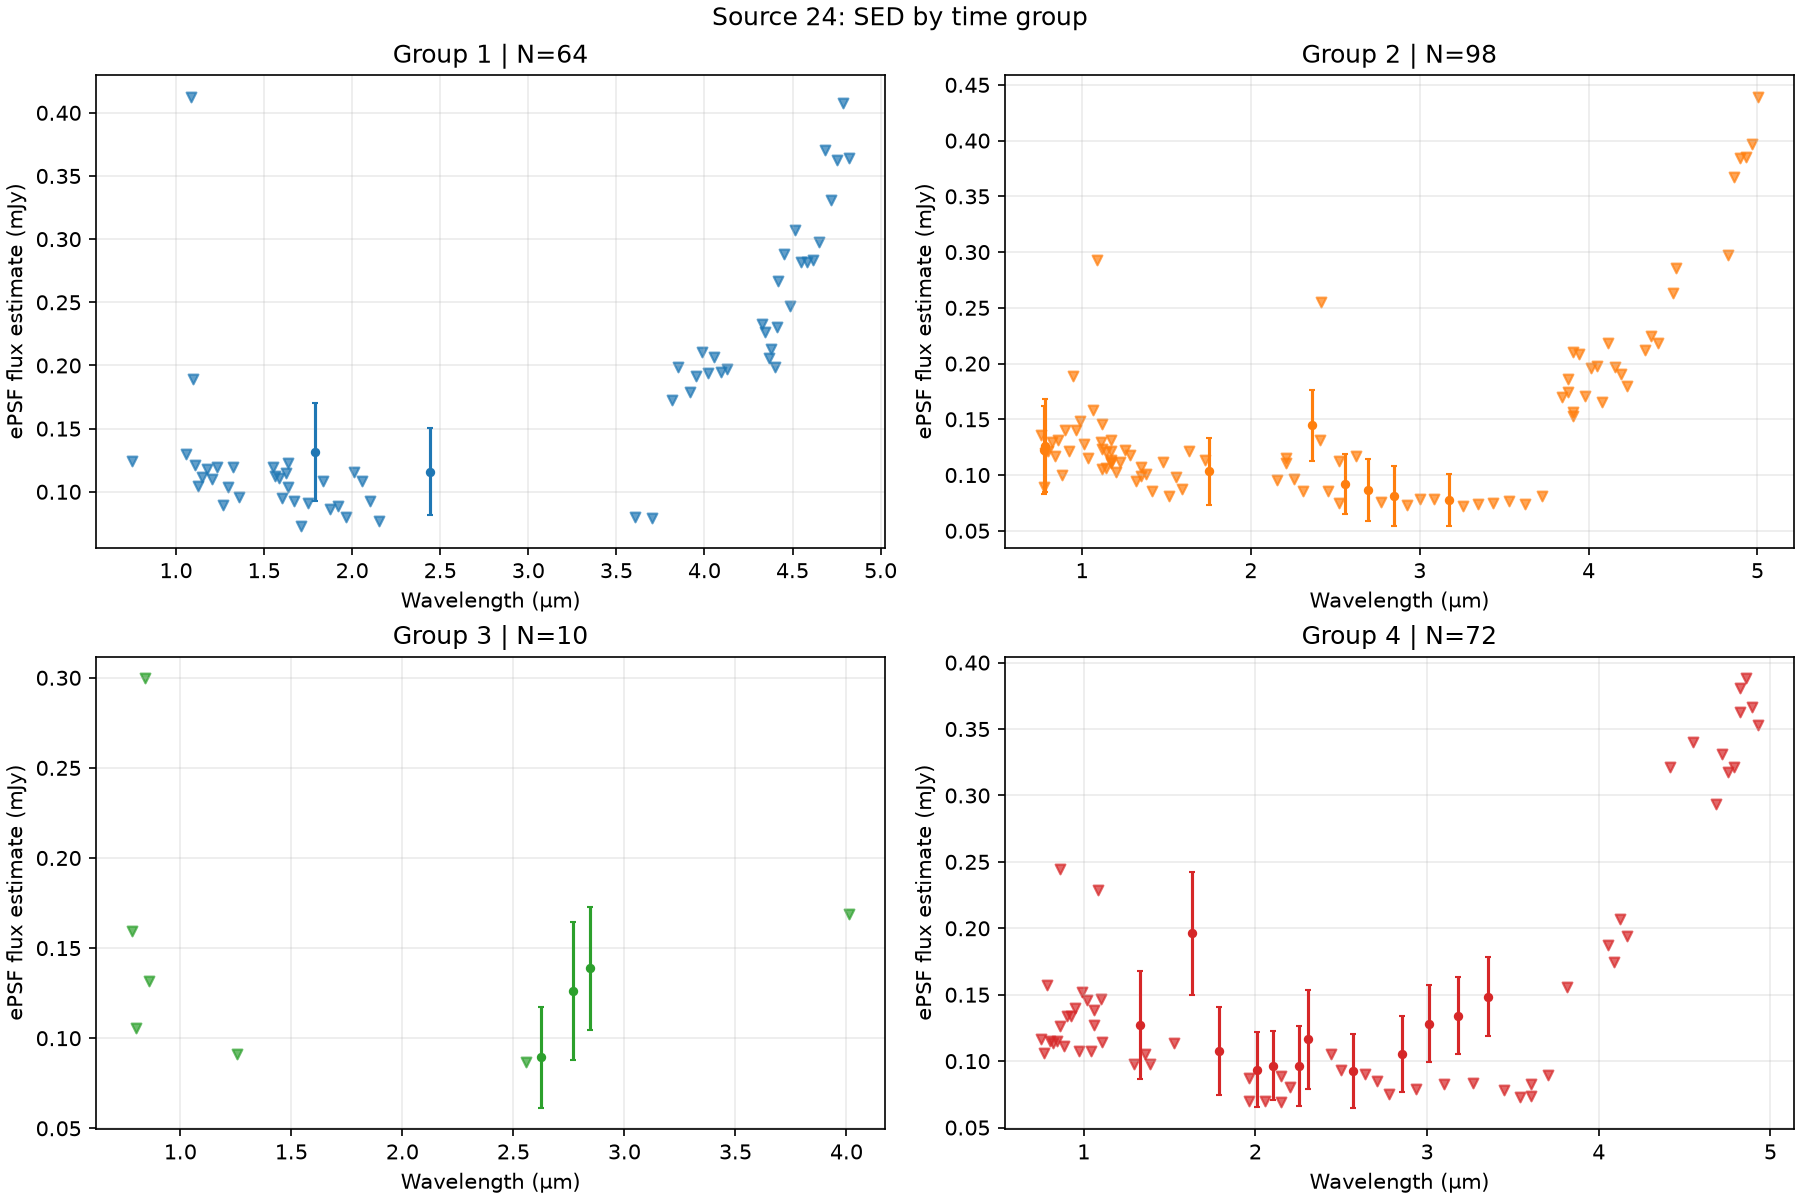 Source 24: SED by time group
Group 1 | N=64
ePSF flux estimate (mJy)
0.40
0.35
0.30
0.25
0.20
0.15
0.10
1.0 1.5 2.0 2.5 3.0 3.5 4.0 4.5 5.0
Wavelength (µm)
Group 2 | N=98
ePSF flux estimate (mJy)
0.45
0.40
0.35
0.30
0.25
0.20
0.15
0.10
0.05
1 2 3 4 5
Wavelength (µm)
Group 3 | N=10
ePSF flux estimate (mJy)
0.30
0.25
0.20
0.15
0.10
0.05
1.0 1.5 2.0 2.5 3.0 3.5 4.0
Wavelength (µm)
Group 4 | N=72
ePSF flux estimate (mJy)
0.40
0.35
0.30
0.25
0.20
0.15
0.10
0.05
1 2 3 4 5
Wavelength (µm)